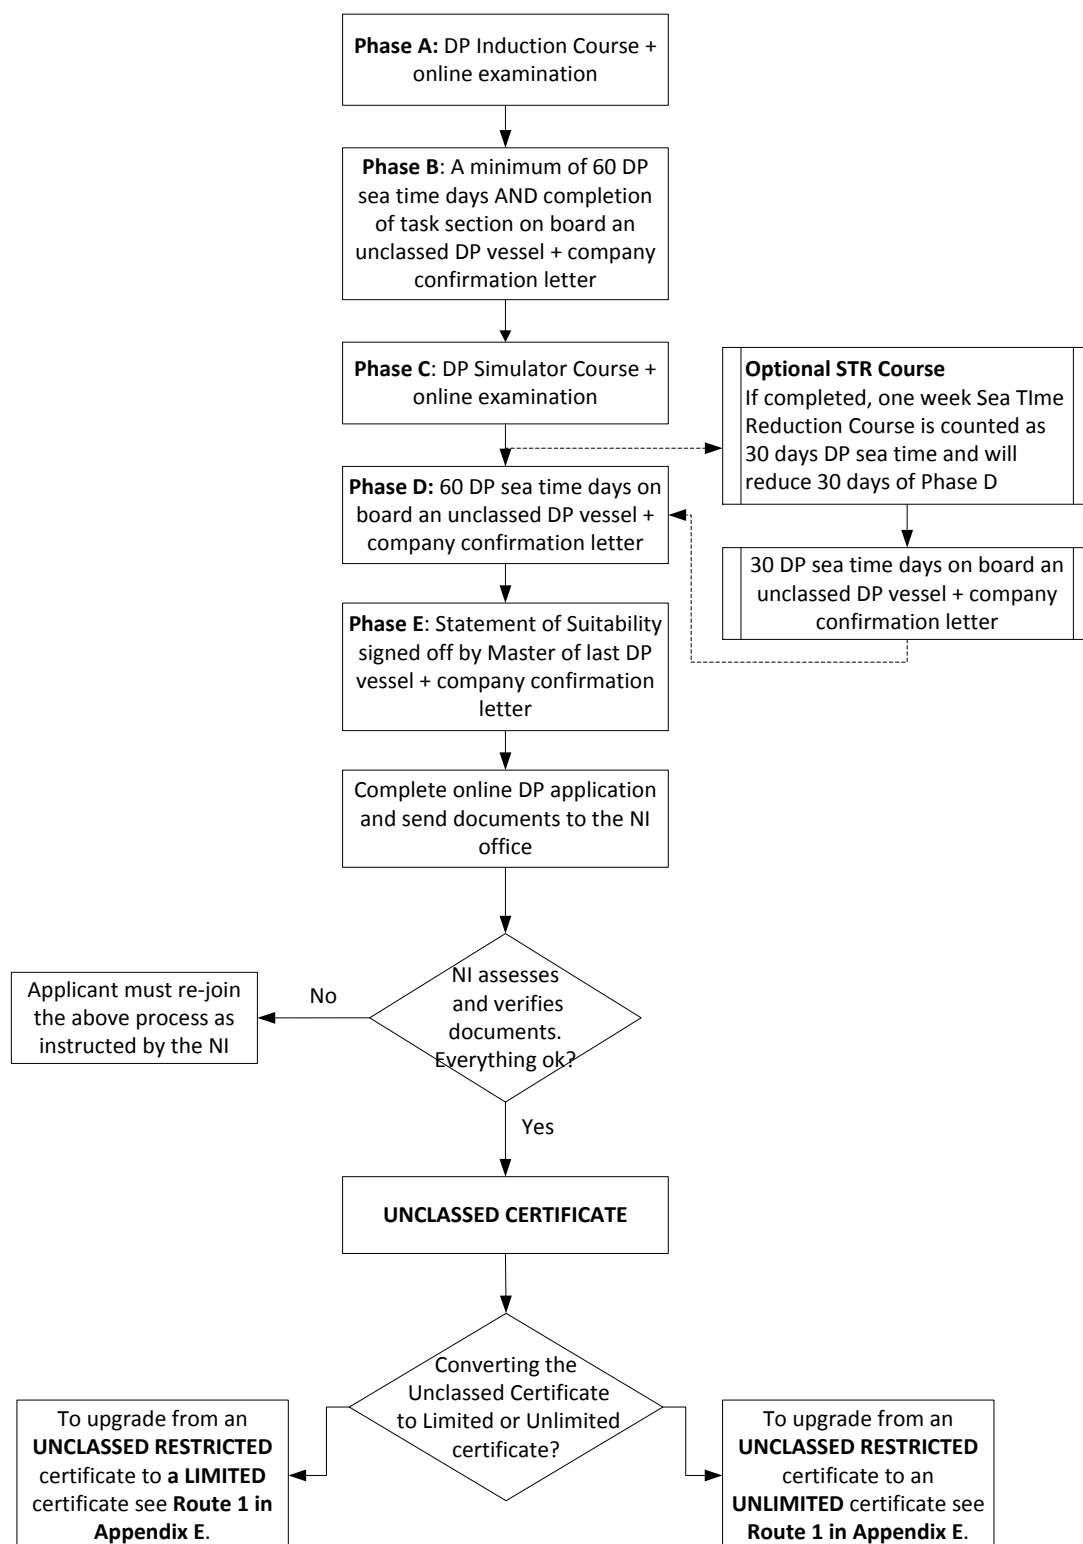 Phase A: DP Induction Course +
online examination
Phase B: A minimum of 60 DP
sea time days AND completion
of task section on board an
unclassed DP vessel + company
confirmation letter
Phase C: DP Simulator Course +
online examination
Optional STR Course
If completed, one week Sea TIme
Reduction Course is counted as
30 days DP sea time and will
reduce 30 days of Phase D
Phase D: 60 DP sea time days on
board an unclassed DP vessel +
company confirmation letter
30 DP sea time days on board an
unclassed DP vessel + company
confirmation letter
Phase E: Statement of Suitability
signed off by Master of last DP
vessel + company confirmation
letter
Complete online DP application
and send documents to the NI
office
NI assesses
and verifies
documents.
Everything ok?
No
Applicant must re-join
the above process as
instructed by the NI
Yes
UNCLASSED CERTIFICATE
Converting the
Unclassed Certificate
to Limited or Unlimited
certificate?
To upgrade from an
UNCLASSED RESTRICTED
certificate to a LIMITED
certificate see Route 1 in
Appendix E.
To upgrade from an
UNCLASSED RESTRICTED
certificate to an
UNLIMITED certificate see
Route 1 in Appendix E.